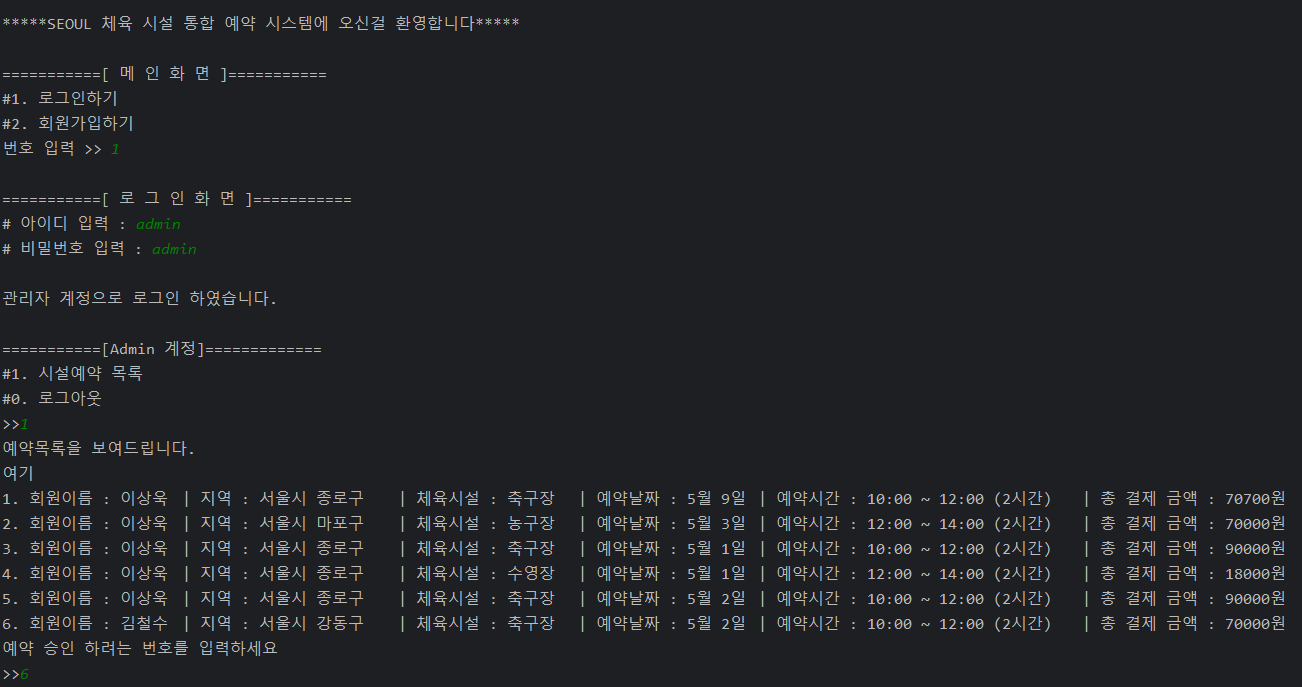 *****SEOUL 체육 시설 통합 예약 시스템에 오신걸 환영합니다*****
===========[ 메 인 화 면 ]===========
#1. 로그인하기
#2. 회원가입하기
번호 입력 >> 1
===========[ 로 그 인 화 면 ]===========
# 아이디 입력 : admin
# 비밀번호 입력 : admin
관리자 계정으로 로그인 하였습니다.
===========[Admin 계정]=============
#1. 시설예약 목록
#0. 로그아웃
>>1
예약목록을 보여드립니다.
여기
1. 회원이름 : 이상욱 | 지역 : 서울시 종로구 | 체육시설 : 축구장 | 예약날짜 : 5월 9일 | 예약시간 : 10:00 ~ 12:00 (2시간) | 총 결제 금액 : 70700원
2. 회원이름 : 이상욱 | 지역 : 서울시 마포구 | 체육시설 : 농구장 | 예약날짜 : 5월 3일 | 예약시간 : 12:00 ~ 14:00 (2시간) | 총 결제 금액 : 70000원
3. 회원이름 : 이상욱 | 지역 : 서울시 종로구 | 체육시설 : 축구장 | 예약날짜 : 5월 1일 | 예약시간 : 10:00 ~ 12:00 (2시간) | 총 결제 금액 : 90000원
4. 회원이름 : 이상욱 | 지역 : 서울시 종로구 | 체육시설 : 수영장 | 예약날짜 : 5월 1일 | 예약시간 : 12:00 ~ 14:00 (2시간) | 총 결제 금액 : 18000원
5. 회원이름 : 이상욱 | 지역 : 서울시 종로구 | 체육시설 : 축구장 | 예약날짜 : 5월 2일 | 예약시간 : 10:00 ~ 12:00 (2시간) | 총 결제 금액 : 90000원
6. 회원이름 : 김철수 | 지역 : 서울시 강동구 | 체육시설 : 축구장 | 예약날짜 : 5월 2일 | 예약시간 : 10:00 ~ 12:00 (2시간) | 총 결제 금액 : 70000원
예약 승인 하려는 번호를 입력하세요
>>6